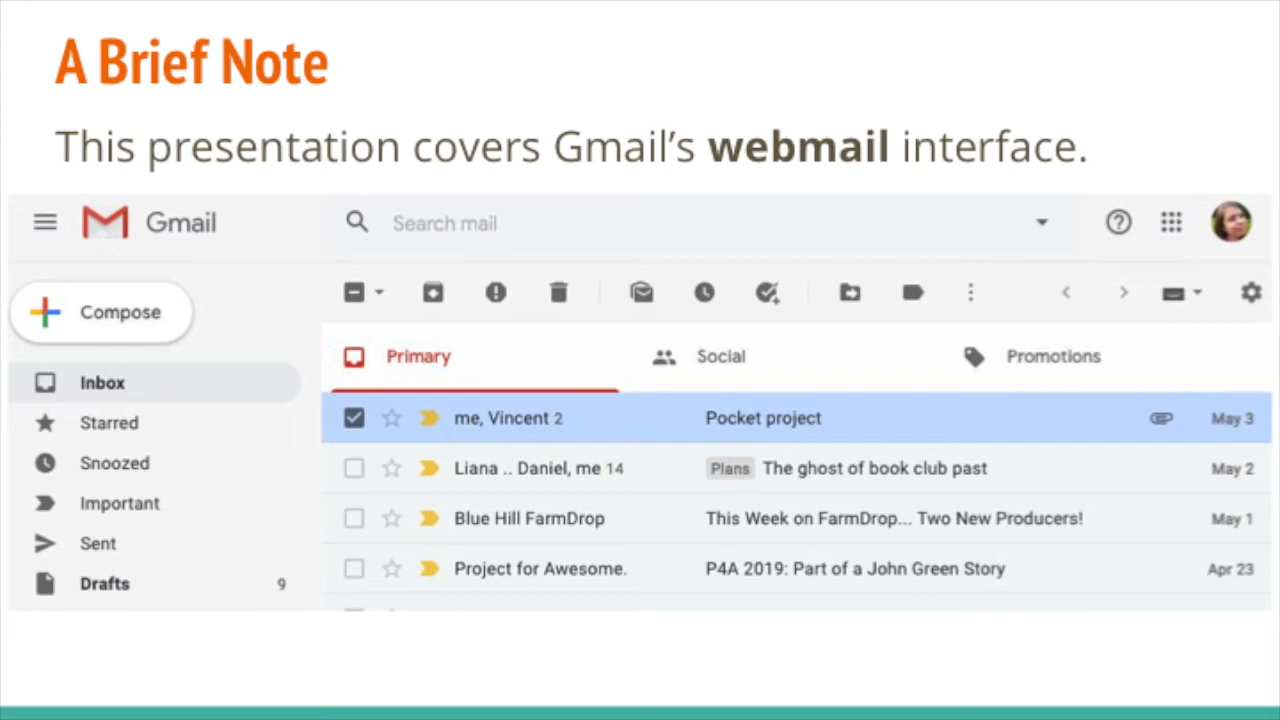 A Brief Note
This presentation covers Gmail's webmail interface.
Gmail
Search mail
Compose
Inbox
Starred
Snoozed
Important
Sent
Drafts 9
Primary Social Promotions
me, Vincent 2 Pocket project May 3
Liana .. Daniel, me 14 Plans The ghost of book club past May 2
Blue Hill FarmDrop This Week on FarmDrop... Two New Producers! May 1
Project for Awesome. P4A 2019: Part of a John Green Story Apr 23